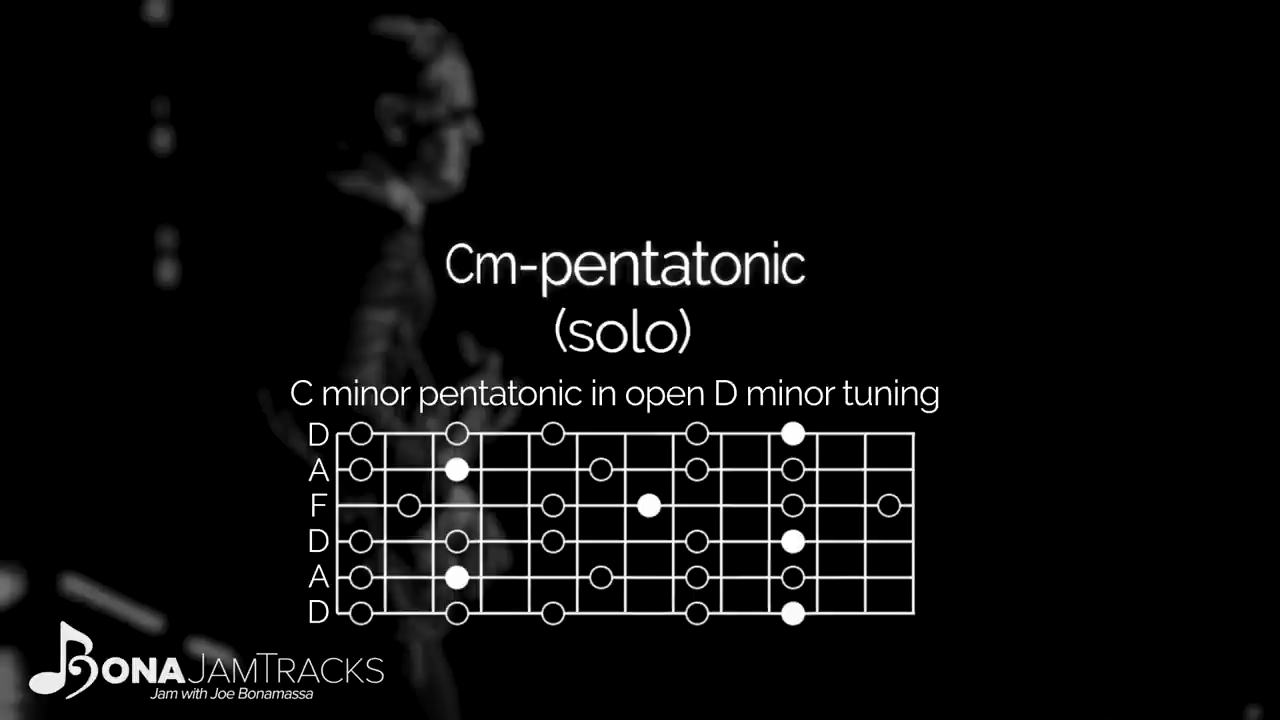 Cm-pentatonic
(solo)
C minor pentatonic in open D minor tuning
D
A
F
D
A
D
BONAJAMTRACKS
Jam with Joe Bonamassa